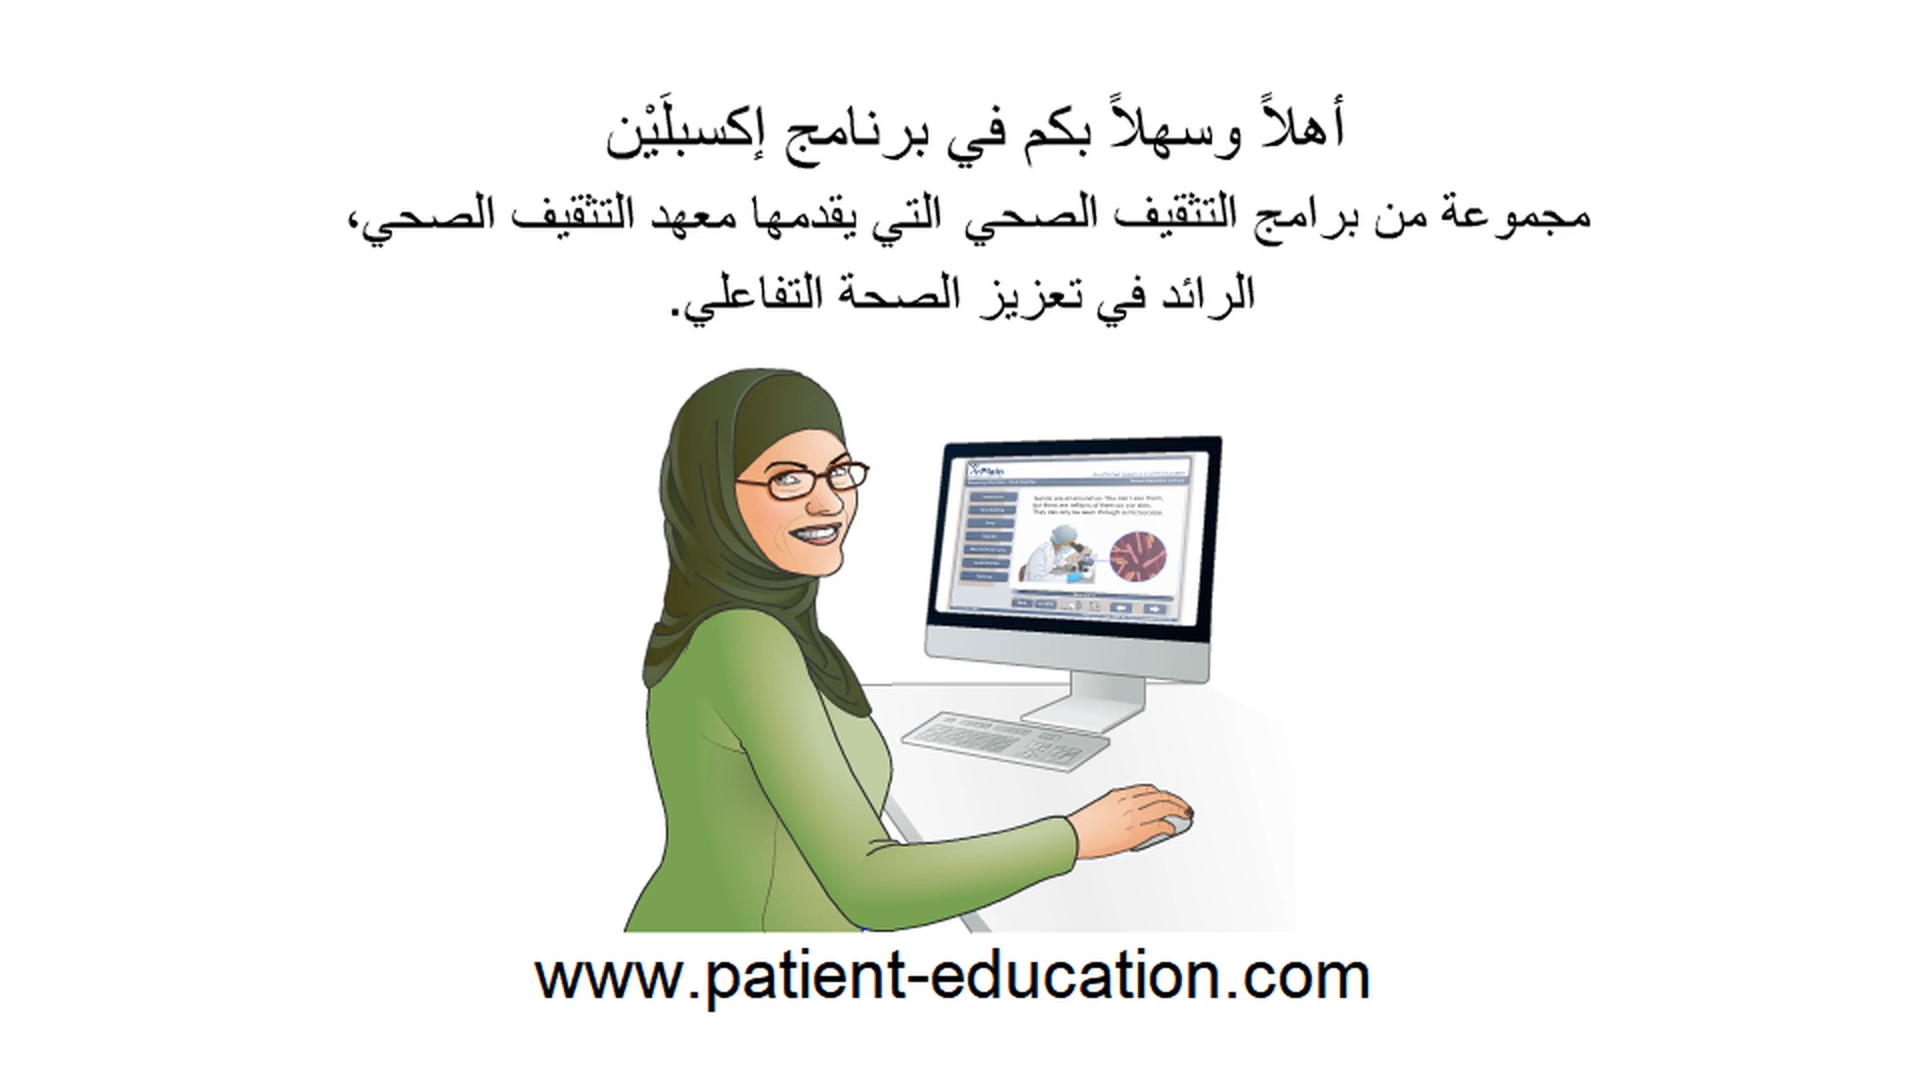 أهلاً وسهلاً بكم في برنامج إكسبلَيْن
مجموعة من برامج التثقيف الصحي التي يقدمها معهد التثقيف الصحي،
الرائد في تعزيز الصحة التفاعلي.
Plain
www.patient-education.com